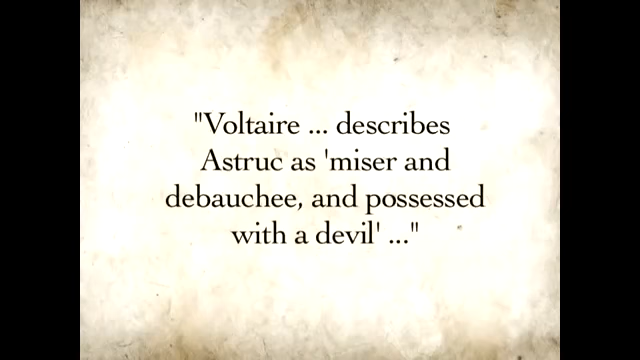 "Voltaire ... describes
Astruc as 'miser and
debauchee, and possessed
with a devil' ..."